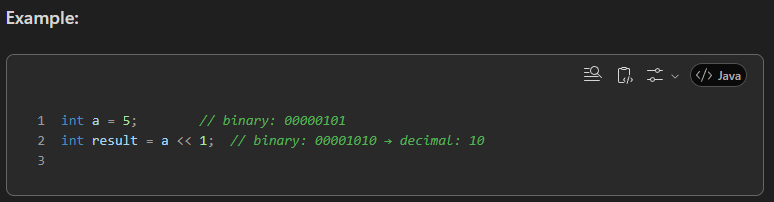 Example:
</> Java
1 int a = 5;        // binary: 00000101
2 int result = a << 1;  // binary: 00001010 → decimal: 10
3